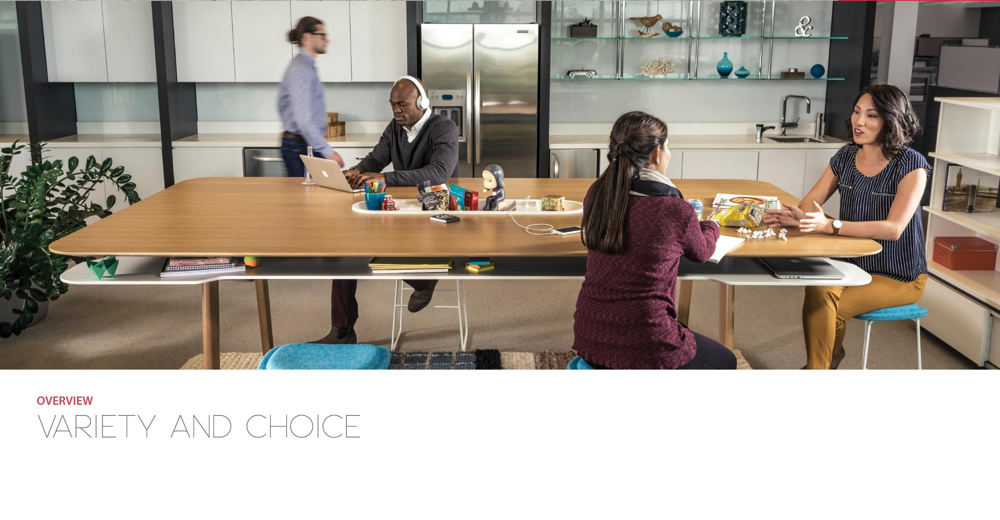 &
OVERVIEW
VARIETY AND CHOICE